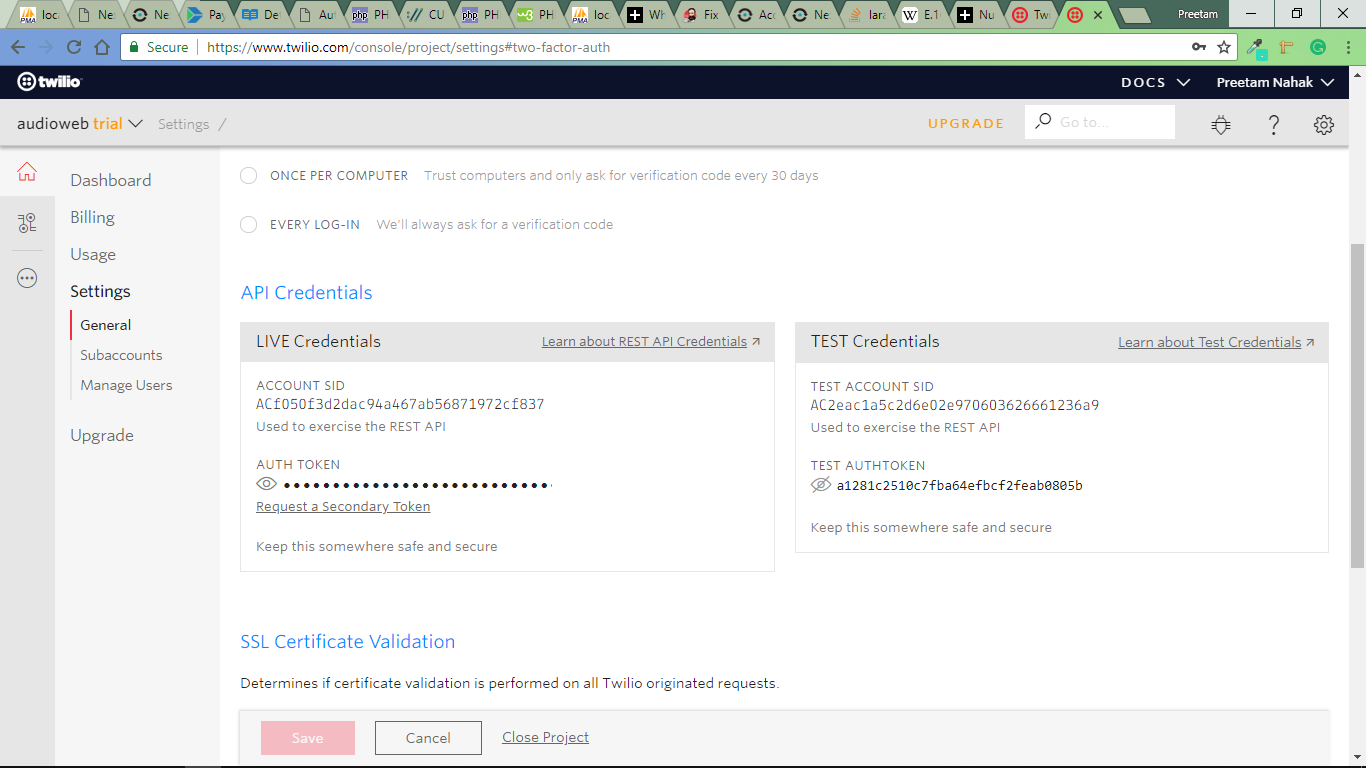 loc
Nex
Ne
Pay
De
Au
PH
CU
PH
PH
loc
Wh
Fix
Acc
Ne
lara
E.1
Nu
Tw
Preetam
Secure
https://www.twilio.com/console/project/settings#two-factor-auth
twilio
DOCS
Preetam Nahak
audioweb trial
Settings /
UPGRADE
Go to...
Dashboard
Billing
Usage
Settings
General
Subaccounts
Manage Users
Upgrade
ONCE PER COMPUTER Trust computers and only ask for verification code every 30 days
EVERY LOG-IN We'll always ask for a verification code
API Credentials
LIVE Credentials Learn about REST API Credentials
ACCOUNT SID
ACf050f3d2dac94a467ab56871972cf837
Used to exercise the REST API
AUTH TOKEN
Request a Secondary Token
Keep this somewhere safe and secure
TEST Credentials Learn about Test Credentials
TEST ACCOUNT SID
AC2eac1a5c2d6e02e970603626661236a9
Used to exercise the REST API
TEST AUTHTOKEN
a1281c2510c7fba64efbcf2feab0805b
Keep this somewhere safe and secure
SSL Certificate Validation
Determines if certificate validation is performed on all Twilio originated requests.
Save
Cancel
Close Project